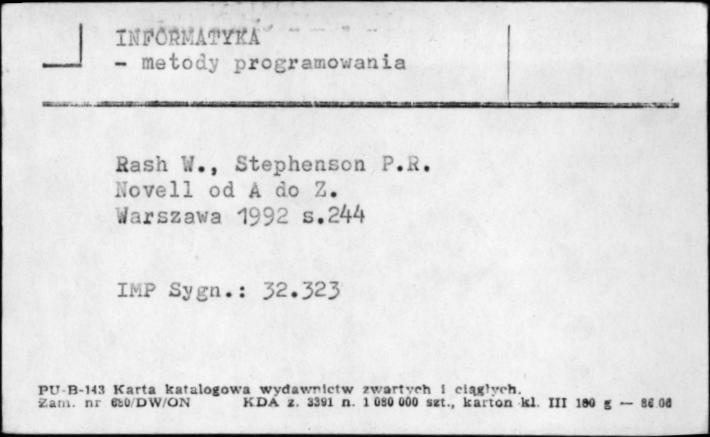 INFORMATYKA
- metody programowania
Rash W., Stephenson P.R.
Novell od A do Z.
Warszawa 1992 s.244
IMP Sygn.: 32.323
PU-B-143 Karta katalogowa wydawnictw zwartych i ciągłych.
Zam. nr 680/DW/ON KDA z. 3391 n. 1 080 000 szt., karton kl. III 180 g — 86.06